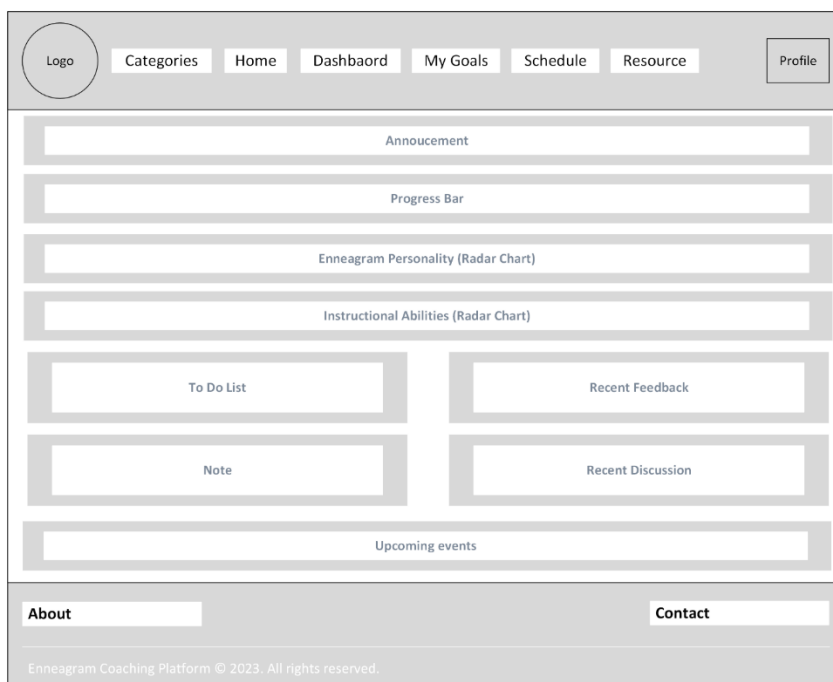 Logo
Categories
Home
Dashbaord
My Goals
Schedule
Resource
Profile
Annoucement
Progress Bar
Enneagram Personality (Radar Chart)
Instructional Abilities (Radar Chart)
To Do List
Recent Feedback
Note
Recent Discussion
Upcoming events
About
Contact
Enneagram Coaching Platform © 2023. All rights reserved.